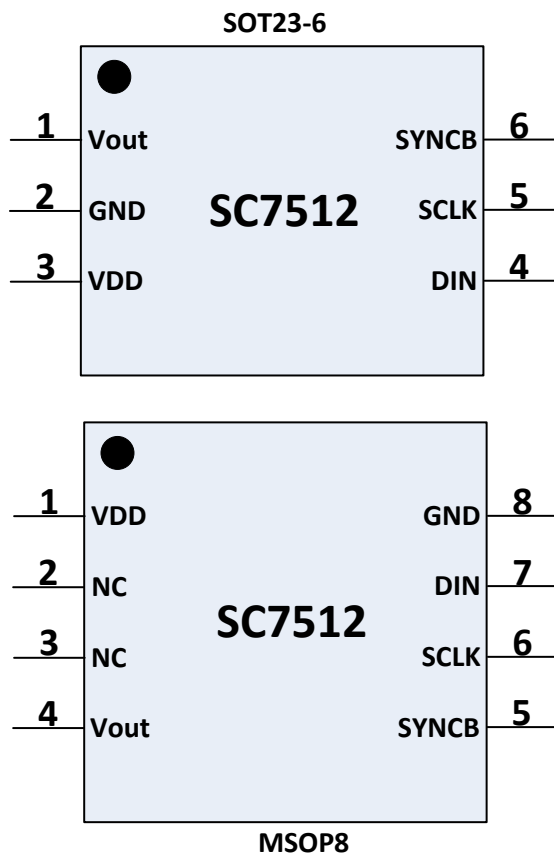 SOT23-6
1 Vout SYNCB 6
2 GND SC7512 SCLK 5
3 VDD DIN 4
1 VDD GND 8
2 NC DIN 7
SC7512
3 NC SCLK 6
4 Vout SYNCB 5
MSOP8